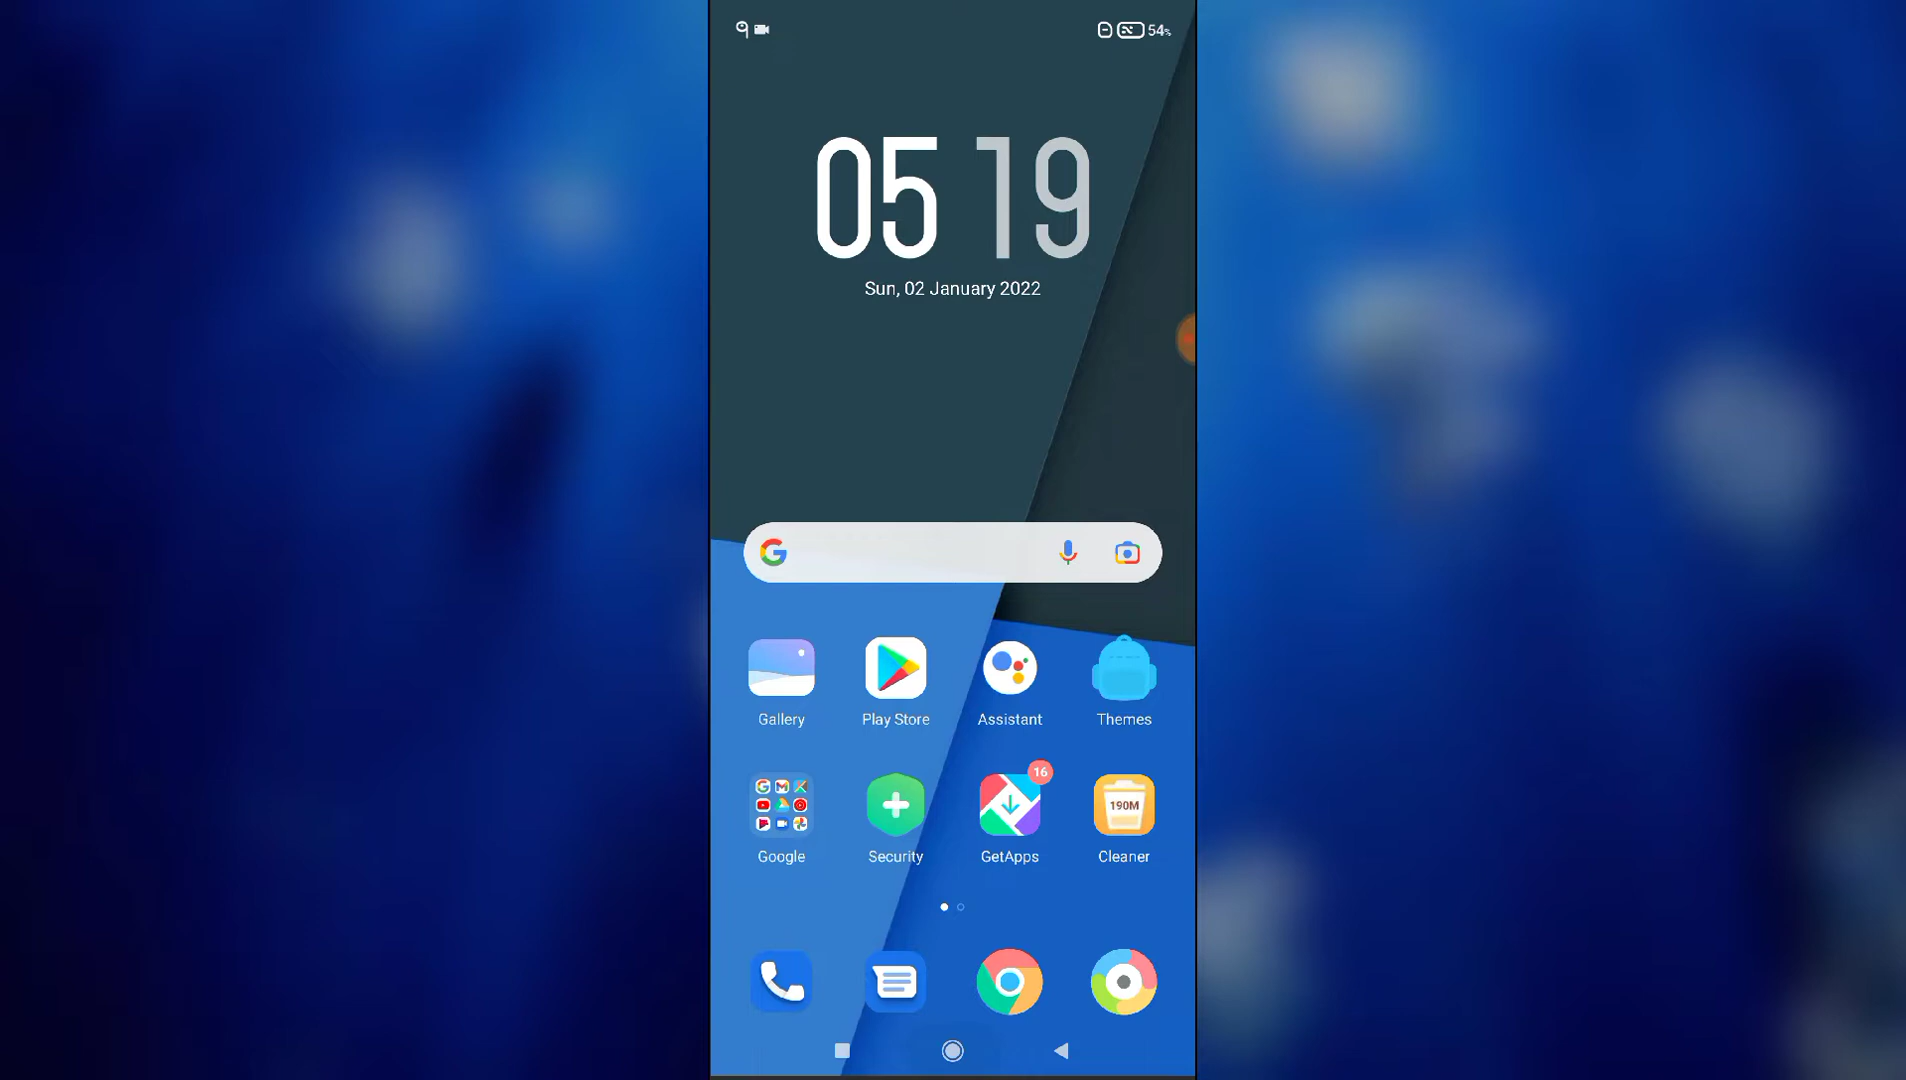 54%
05 19
Sun, 02 January 2022
Gallery
Play Store
Assistant
Themes
16
190M
Google
Security
GetApps
Cleaner